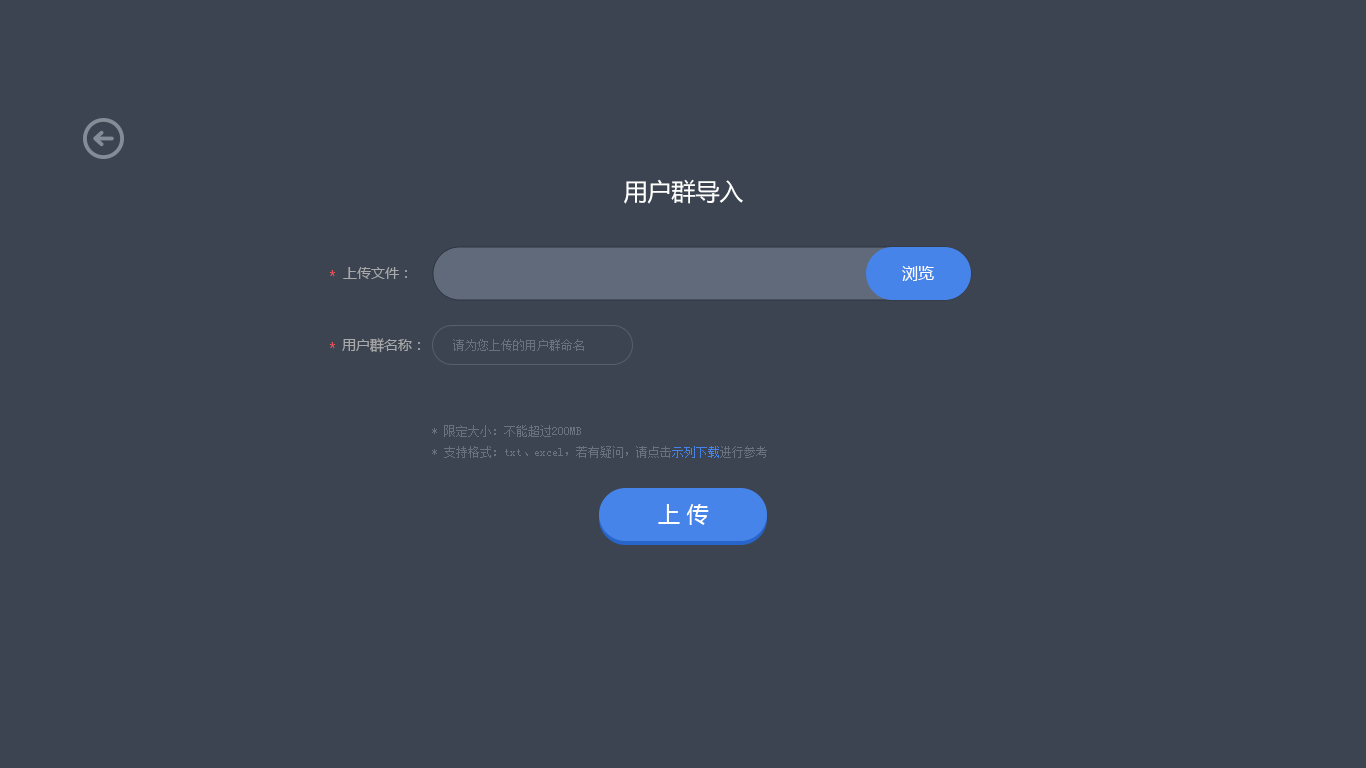 用户群导入
* 上传文件： 浏览
* 用户群名称： 请为您上传的用户群命名
* 限定大小：不能超过200MB
* 支持格式：txt、excel，若有疑问，请点击示列下载进行参考
上 传